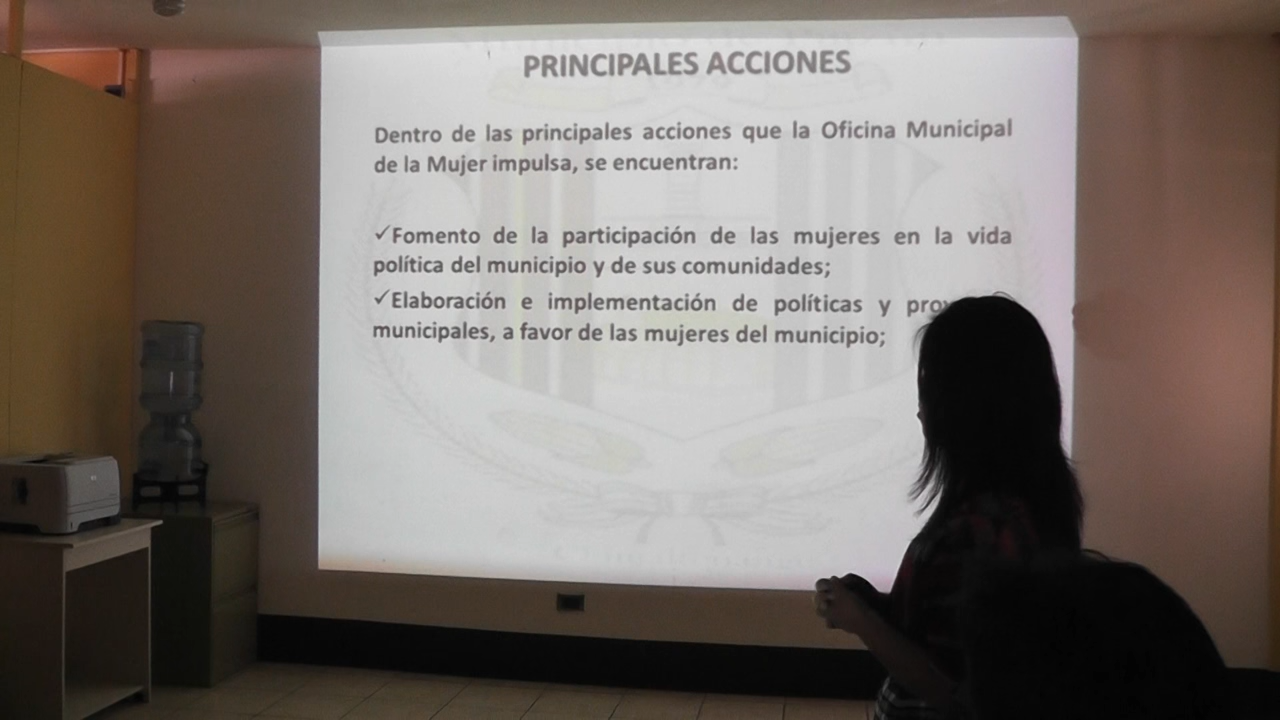 PRINCIPALES ACCIONES
Dentro de las principales acciones que la Oficina Municipal
de la Mujer impulsa, se encuentran:
✓Fomento de la participación de las mujeres en la vida
política del municipio y de sus comunidades;
✓Elaboración e implementación de políticas y
municipales, a favor de las mujeres del municipio;